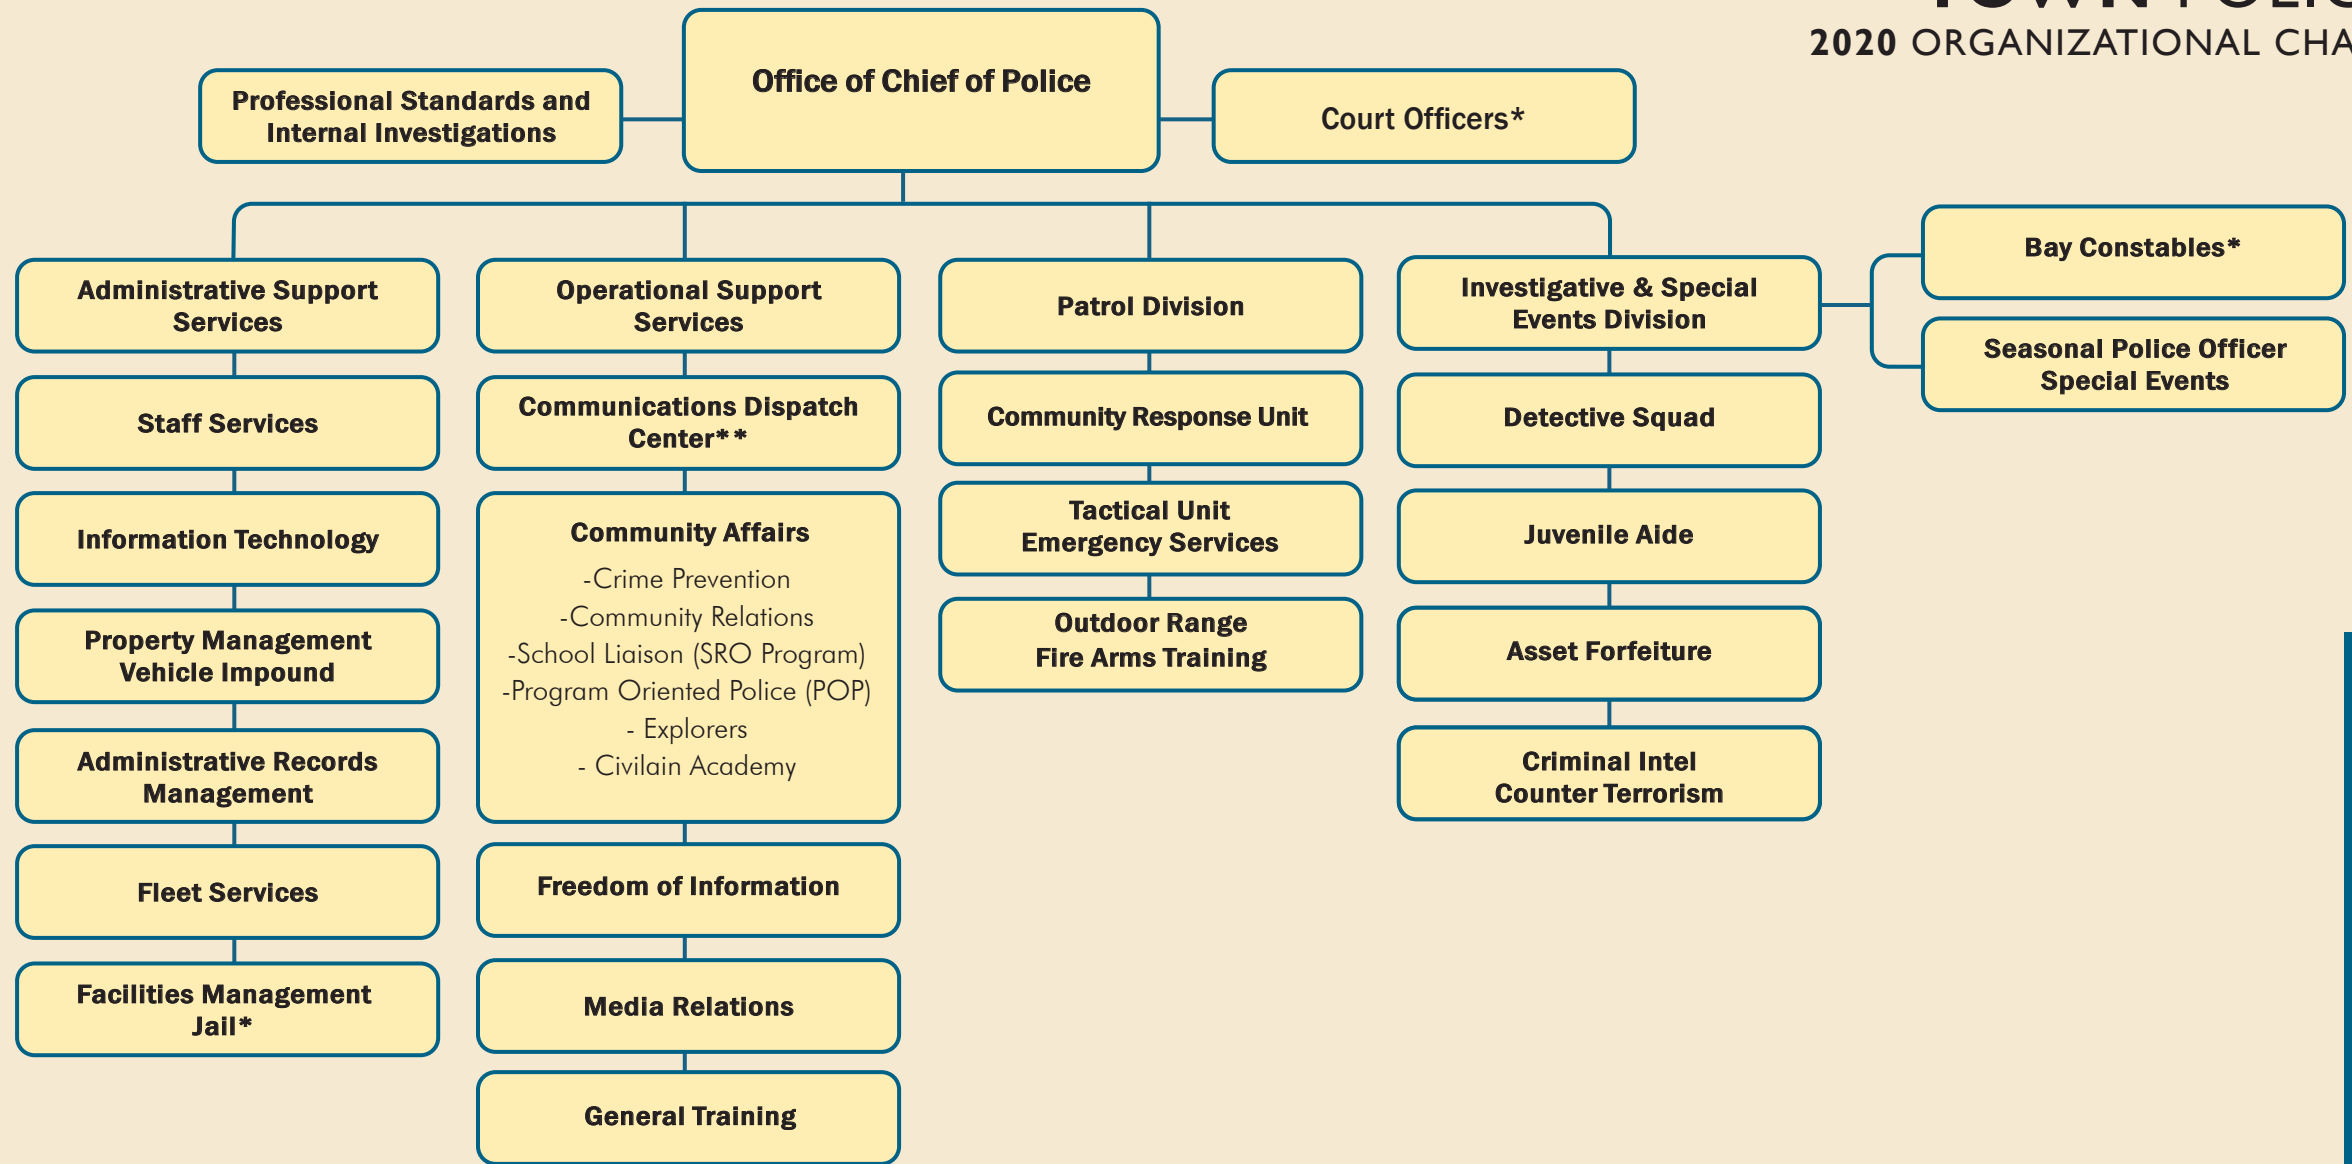 2020 ORGANIZATIONAL
Office of Chief of Police
Professional Standards and
Internal Investigations
Court Officers*
Administrative Support
Services
Staff Services
Information Technology
Property Management
Vehicle Impound
Administrative Records
Management
Fleet Services
Facilities Management
Jail*
Operational Support
Services
Communications Dispatch
Center**
Community Affairs
-Crime Prevention
-Community Relations
-School Liaison (SRO Program)
-Program Oriented Police (POP)
- Explorers
- Civilain Academy
Freedom of Information
Media Relations
General Training
Patrol Division
Community Response Unit
Tactical Unit
Emergency Services
Outdoor Range
Fire Arms Training
Investigative & Special
Events Division
Detective Squad
Juvenile Aide
Asset Forfeiture
Criminal Intel
Counter Terrorism
Bay Constables*
Seasonal Police Officer
Special Events